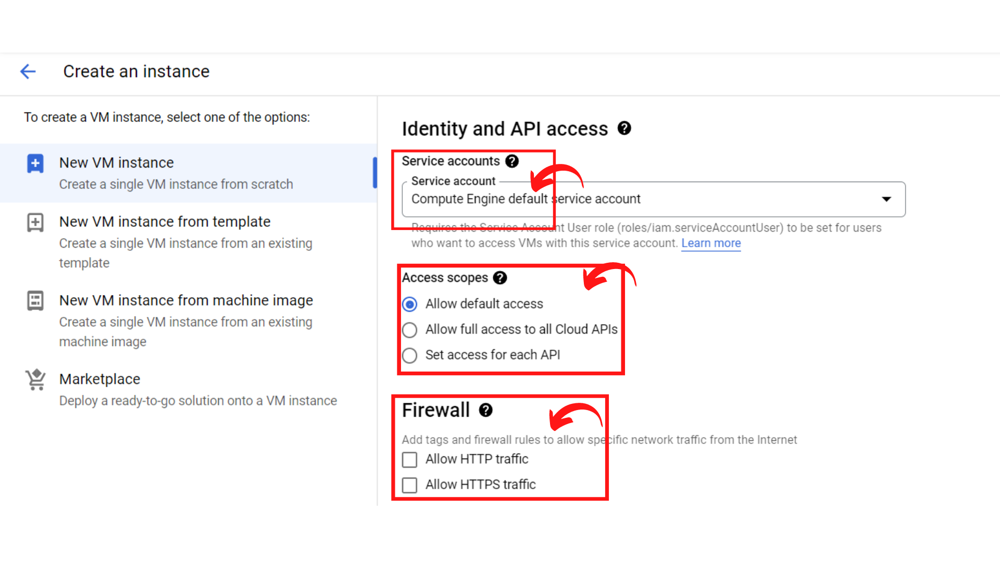 Create an instance
To create a VM instance, select one of the options:
New VM instance
Create a single VM instance from scratch
New VM instance from template
Create a single VM instance from an existing
template
New VM instance from machine image
Create a single VM instance from an existing
machine image
Marketplace
Deploy a ready-to-go solution onto a VM instance
Identity and API access
Service accounts
Service account
Compute Engine default service account
Requires the Service Account User role (roles/iam.serviceAccountUser) to be set for users
who want to access VMs with this service account. Learn more
Access scopes
Allow default access
Allow full access to all Cloud APIs
Set access for each API
Firewall
Add tags and firewall rules to allow specific network traffic from the Internet
Allow HTTP traffic
Allow HTTPS traffic